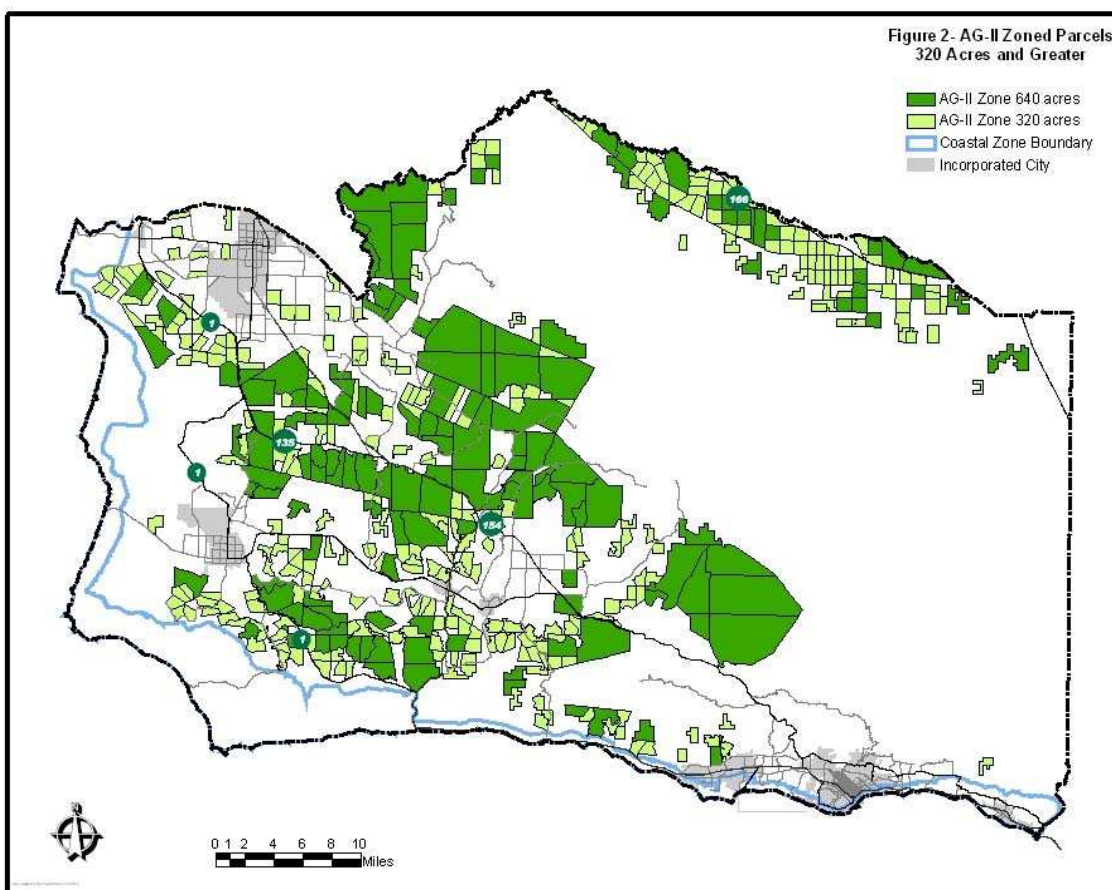 Figure 2- AG-II Zoned Parcels
320 Acres and Greater
AG-II Zone 640 acres
AG-II Zone 320 acres
Coastal Zone Boundary
Incorporated City
166
1
135
1
154
1
0 1 2 4 6 8 10
Miles